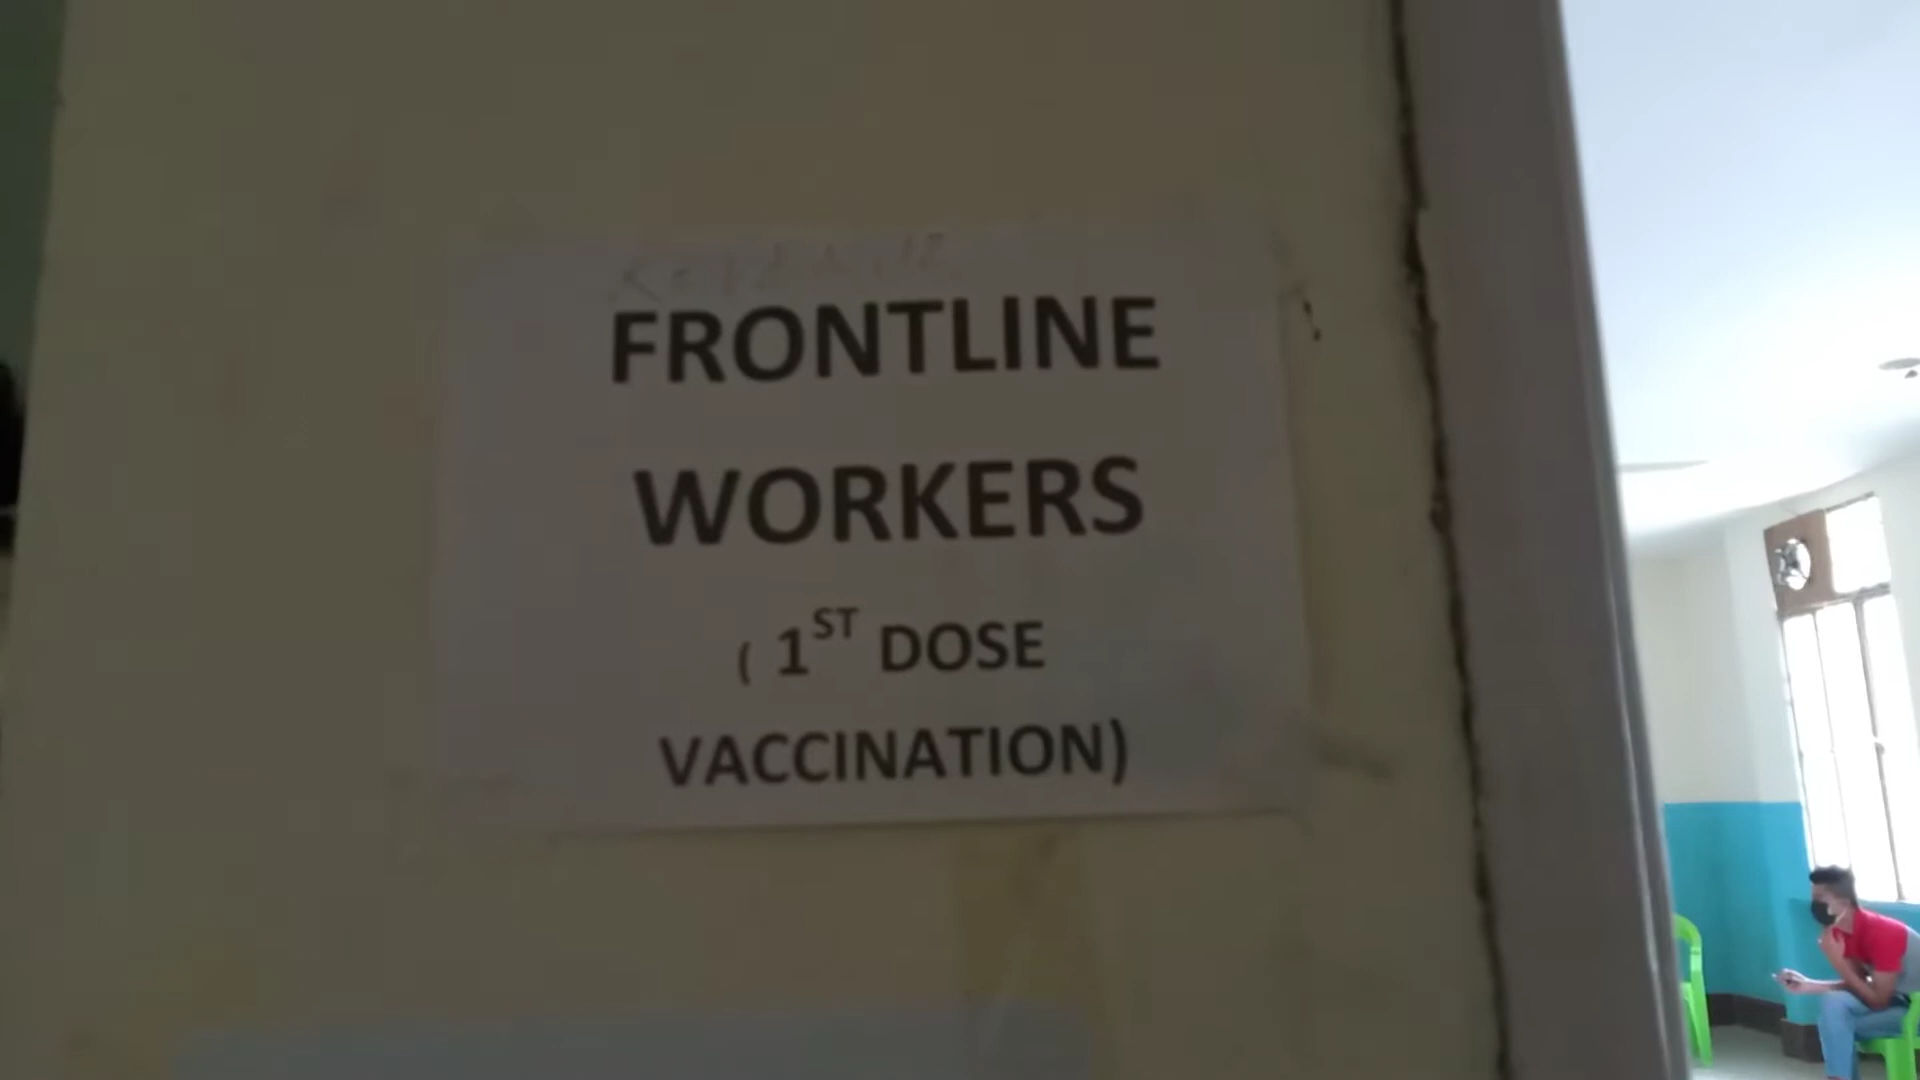 FRONTLINE
WORKERS
( 1ST DOSE
VACCINATION)